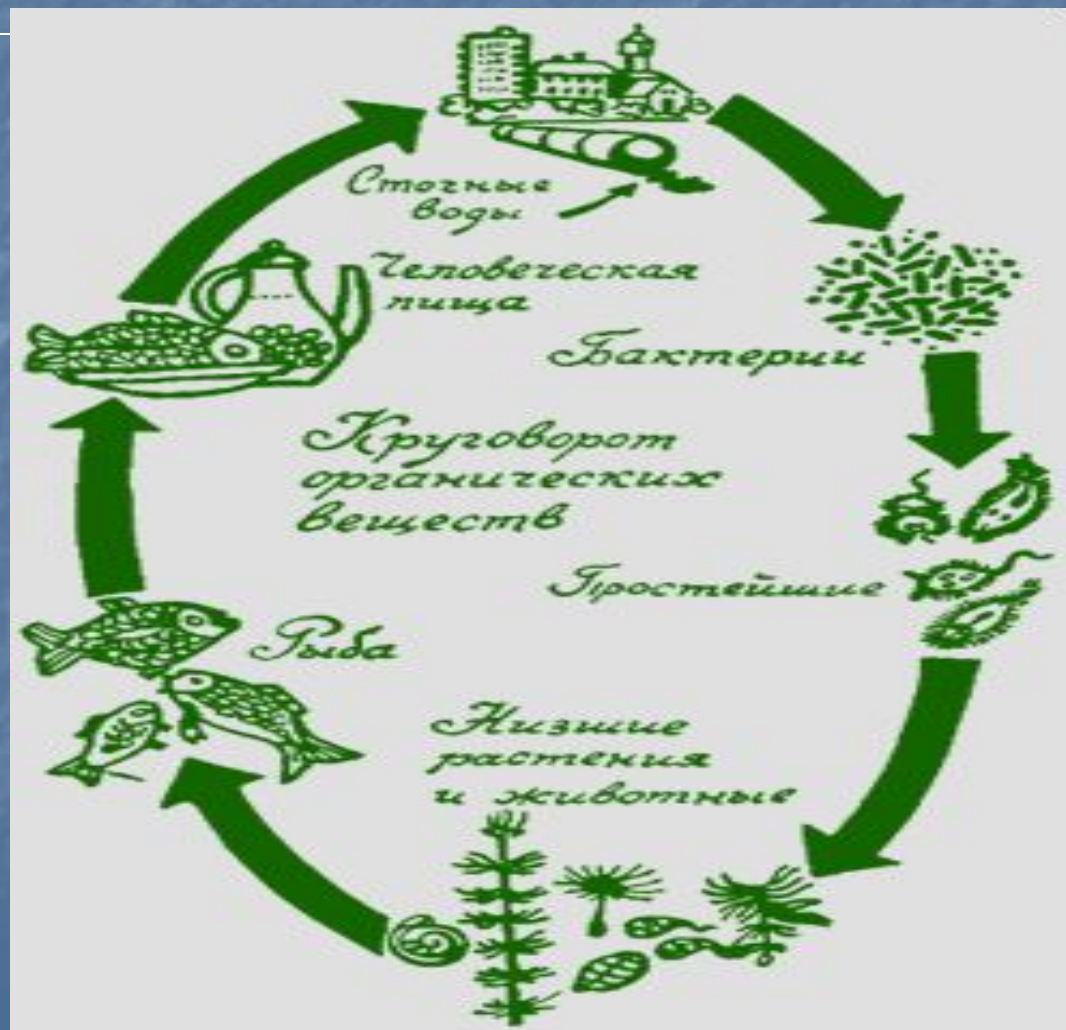 Сточные
воды
Человеческая
пища
Бактерии
Круговорот
органических
веществ
Простейшие
Рыба
Низшие
растения
и животные